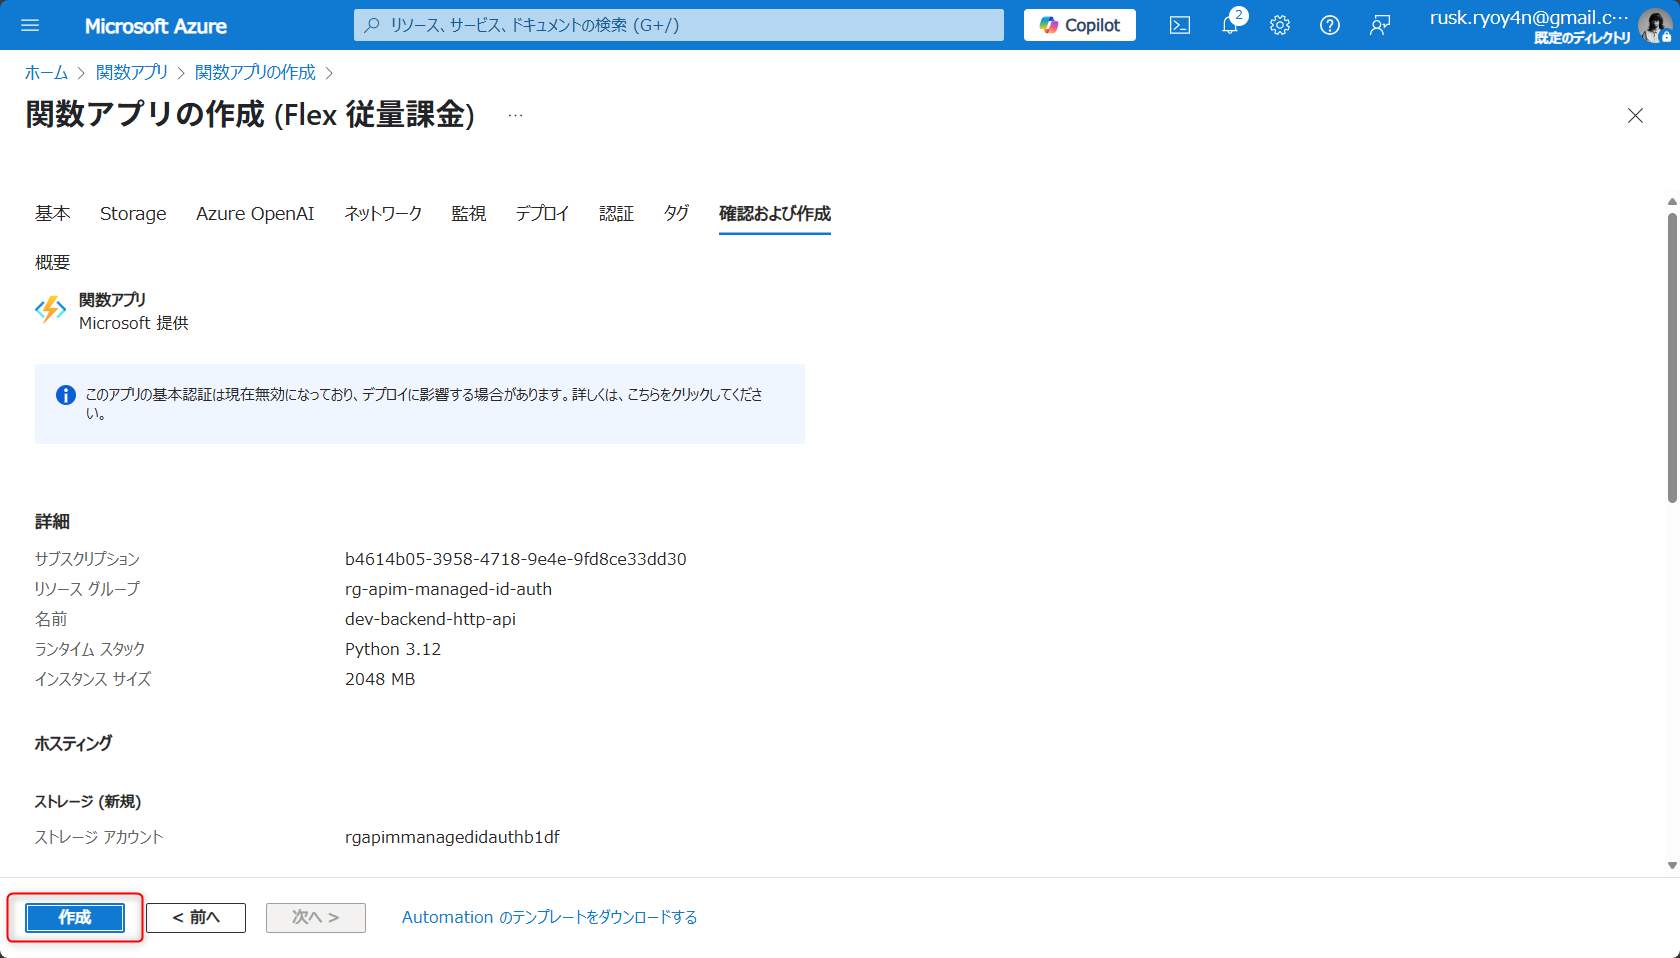 Microsoft Azure
リソース、サービス、ドキュメントの検索 (G+/)
Copilot
2
rusk.ryoy4n@gmail.c…
既定のディレクトリ
ホーム > 関数アプリ > 関数アプリの作成 >
関数アプリの作成 (Flex 従量課金) …
基本 Storage Azure OpenAI ネットワーク 監視 デプロイ 認証 タグ 確認および作成
概要
関数アプリ
Microsoft 提供
このアプリの基本認証は現在無効になっており、デプロイに影響する場合があります。詳しくは、こちらをクリックしてくださ
い。
詳細
サブスクリプション b4614b05-3958-4718-9e4e-9fd8ce33dd30
リソース グループ rg-apim-managed-id-auth
名前 dev-backend-http-api
ランタイム スタック Python 3.12
インスタンス サイズ 2048 MB
ホスティング
ストレージ (新規)
ストレージ アカウント rgapimmanagedidauthb1df
作成 < 前へ 次へ > Automation のテンプレートをダウンロードする